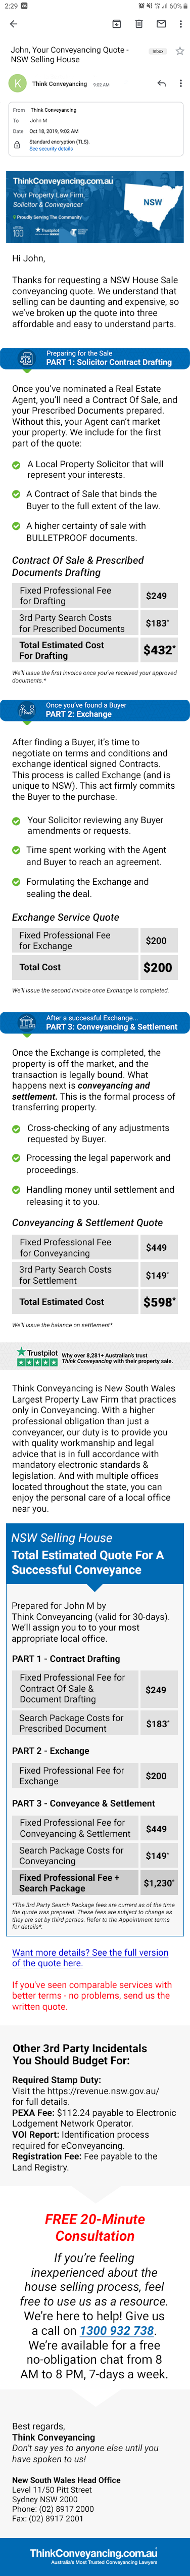 2:29
60%
John, Your Conveyancing Quote -
NSW Selling House
Inbox
K
Think Conveyancing 9:02 AM
From Think Conveyancing
To John M
Date Oct 18, 2019, 9:02 AM
Standard encryption (TLS).
See security details
ThinkConveyancing.com.au
Your Property Law Firm,
Solicitor & Conveyancer
Proudly Serving The Community
NSW
Trustpilot
Hi John,
Thanks for requesting a NSW House Sale
conveyancing quote. We understand that
selling can be daunting and expensive, so
we've broken up the quote into three
affordable and easy to understand parts.
Preparing for the Sale
PART 1: Solicitor Contract Drafting
Once you've nominated a Real Estate
Agent, you'll need a Contract Of Sale, and
your Prescribed Documents prepared.
Without this, your Agent can't market
your property. We include for the first
part of the quote:
A Local Property Solicitor that will
represent your interests.
A Contract of Sale that binds the
Buyer to the full extent of the law.
A higher certainty of sale with
BULLETPROOF documents.
Contract Of Sale & Prescribed
Documents Drafting
Fixed Professional Fee
for Drafting
$249
3rd Party Search Costs
for Prescribed Documents
$183*
Total Estimated Cost
For Drafting
$432*
We'll issue the first invoice once you've received your approved
documents.*
Once you've found a Buyer
PART 2: Exchange
After finding a Buyer, it's time to
negotiate on terms and conditions and
exchange identical signed Contracts.
This process is called Exchange (and is
unique to NSW). This act firmly commits
the Buyer to the purchase.
Your Solicitor reviewing any Buyer
amendments or requests.
Time spent working with the Agent
and Buyer to reach an agreement.
Formulating the Exchange and
sealing the deal.
Exchange Service Quote
Fixed Professional Fee
for Exchange
$200
Total Cost
$200
We'll issue the second invoice once Exchange is completed.
After a successful Exchange...
PART 3: Conveyancing & Settlement
Once the Exchange is completed, the
property is off the market, and the
transaction is legally bound. What
happens next is conveyancing and
settlement. This is the formal process of
transferring property.
Cross-checking of any adjustments
requested by Buyer.
Processing the legal paperwork and
proceedings.
Handling money until settlement and
releasing it to you.
Conveyancing & Settlement Quote
Fixed Professional Fee
for Conveyancing
$449
3rd Party Search Costs
for Settlement
$149*
Total Estimated Cost
$598*
We'll issue the balance on settlement*.
Trustpilot
Why over 8,281+ Australian's trust
Think Conveyancing with their property sale.
Think Conveyancing is New South Wales
Largest Property Law Firm that practices
only in Conveyancing. With a higher
professional obligation than just a
conveyancer, our duty is to provide you
with quality workmanship and legal
advice that is in full accordance with
mandatory electronic standards &
legislation. And with multiple offices
located throughout the state, you can
enjoy the personal care of a local office
near you.
NSW Selling House
Total Estimated Quote For A
Successful Conveyance
Prepared for John M by
Think Conveyancing (valid for 30-days).
We'll assign you to to your most
appropriate local office.
PART 1 - Contract Drafting
Fixed Professional Fee for
Contract Of Sale &
Document Drafting
$249
Search Package Costs for
Prescribed Document
$183*
PART 2 - Exchange
Fixed Professional Fee for
Exchange
$200
PART 3 - Conveyance & Settlement
Fixed Professional Fee for
Conveyancing & Settlement
$449
Search Package Costs for
Conveyancing
$149*
Fixed Professional Fee +
Search Package
$1,230*
*The 3rd Party Search Package fees are current as of the time
the quote was prepared. These fees are subject to change as
they are set by third parties. Refer to the Appointment terms
for details*.
Want more details? See the full version
of the quote here.
If you've seen comparable services with
better terms - no problems, send us the
written quote.
Other 3rd Party Incidentals
You Should Budget For:
Required Stamp Duty:
Visit the https://revenue.nsw.gov.au/
for full details.
PEXA Fee: $112.24 payable to Electronic
Lodgement Network Operator.
VOI Report: Identification process
required for eConveyancing.
Registration Fee: Fee payable to the
Land Registry.
FREE 20-Minute
Consultation
If you're feeling
inexperienced about the
house selling process, feel
free to use us as a resource.
We're here to help! Give us
a call on 1300 932 738.
We're available for a free
no-obligation chat from 8
AM to 8 PM, 7-days a week.
Best regards,
Think Conveyancing
Don't say yes to anyone else until you
have spoken to us!
New South Wales Head Office
Level 11/50 Pitt Street
Sydney NSW 2000
Phone: (02) 8917 2000
Fax: (02) 8917 2001
ThinkConveyancing.com.au
Australia's Most Trusted Conveyancing Lawyers